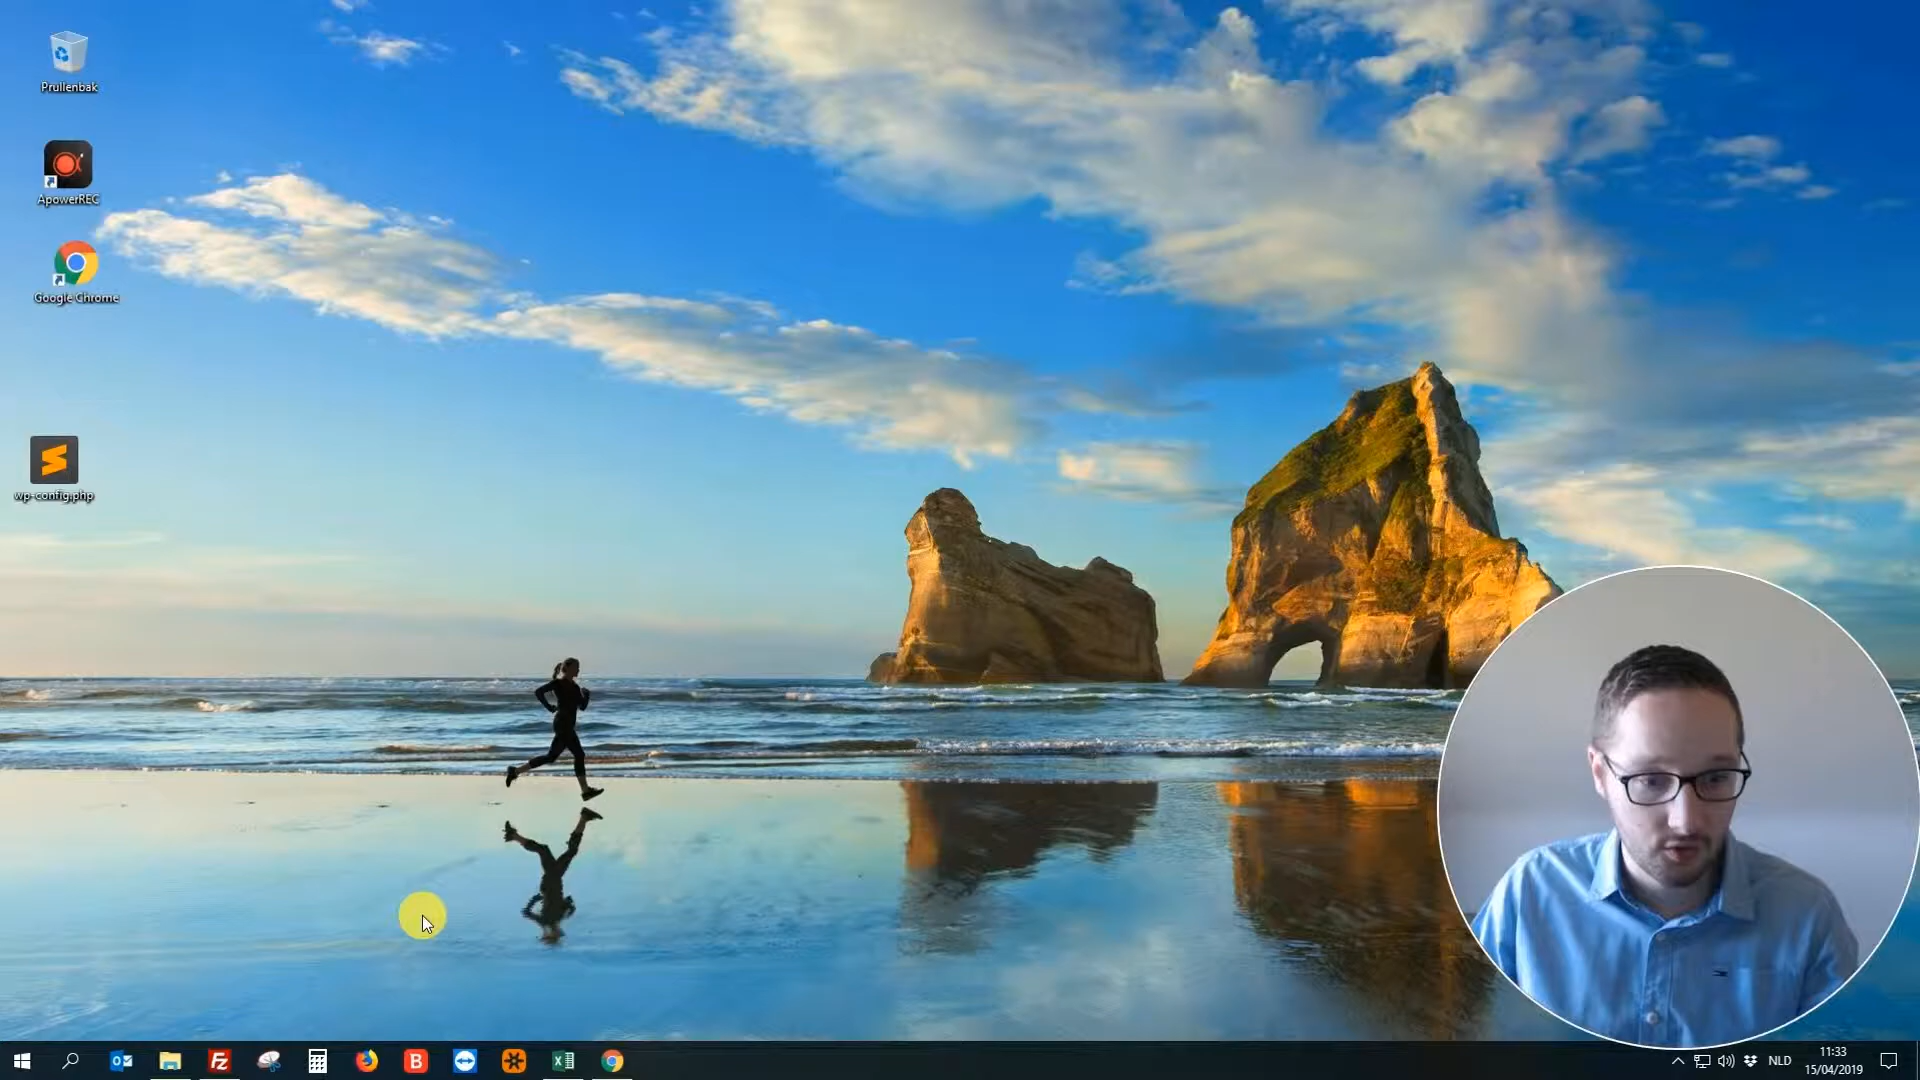 Prullenbak
ApowerREC
Google Chrome
wp-config.php
NLD
11:33
15/04/2019